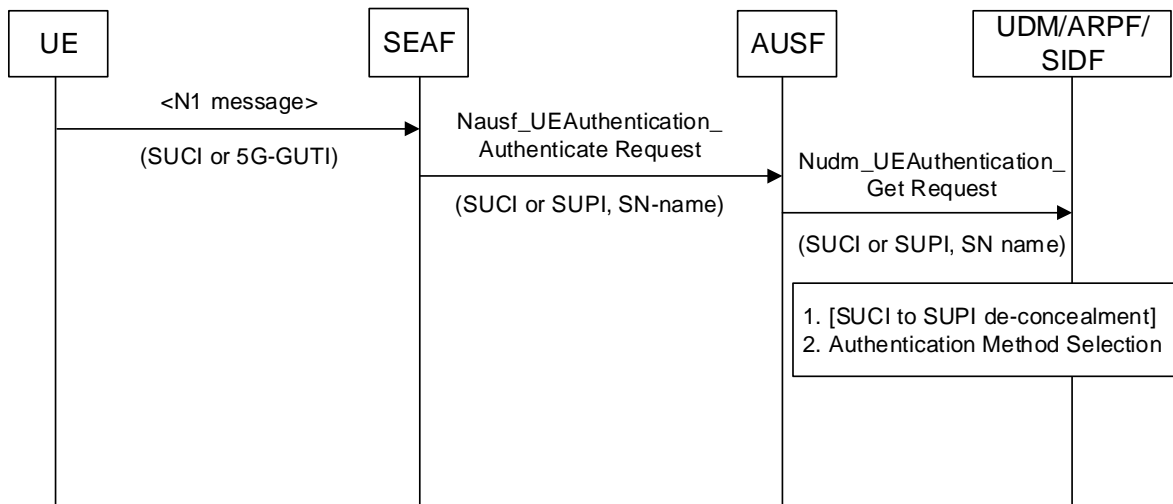 UE
SEAF
AUSF
UDM/ARPF/
SIDF
<N1 message>
(SUCI or 5G-GUTI)
Nausf_UEAuthentication_
Authenticate Request
(SUCI or SUPI, SN-name)
Nudm_UEAuthentication_
Get Request
(SUCI or SUPI, SN name)
1. [SUCI to SUPI de-concealment]
2. Authentication Method Selection